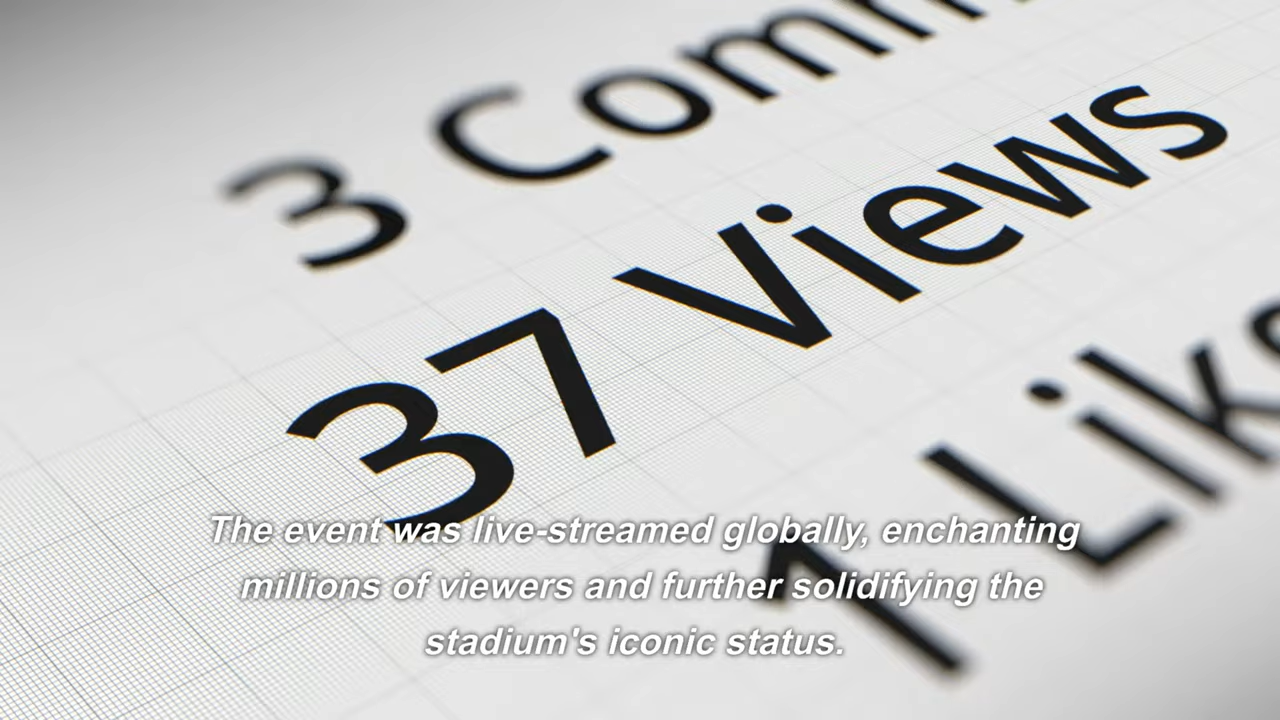 3 Comm
37 Views
1 Like
The event was live-streamed globally, enchanting
millions of viewers and further solidifying the
stadium's iconic status.